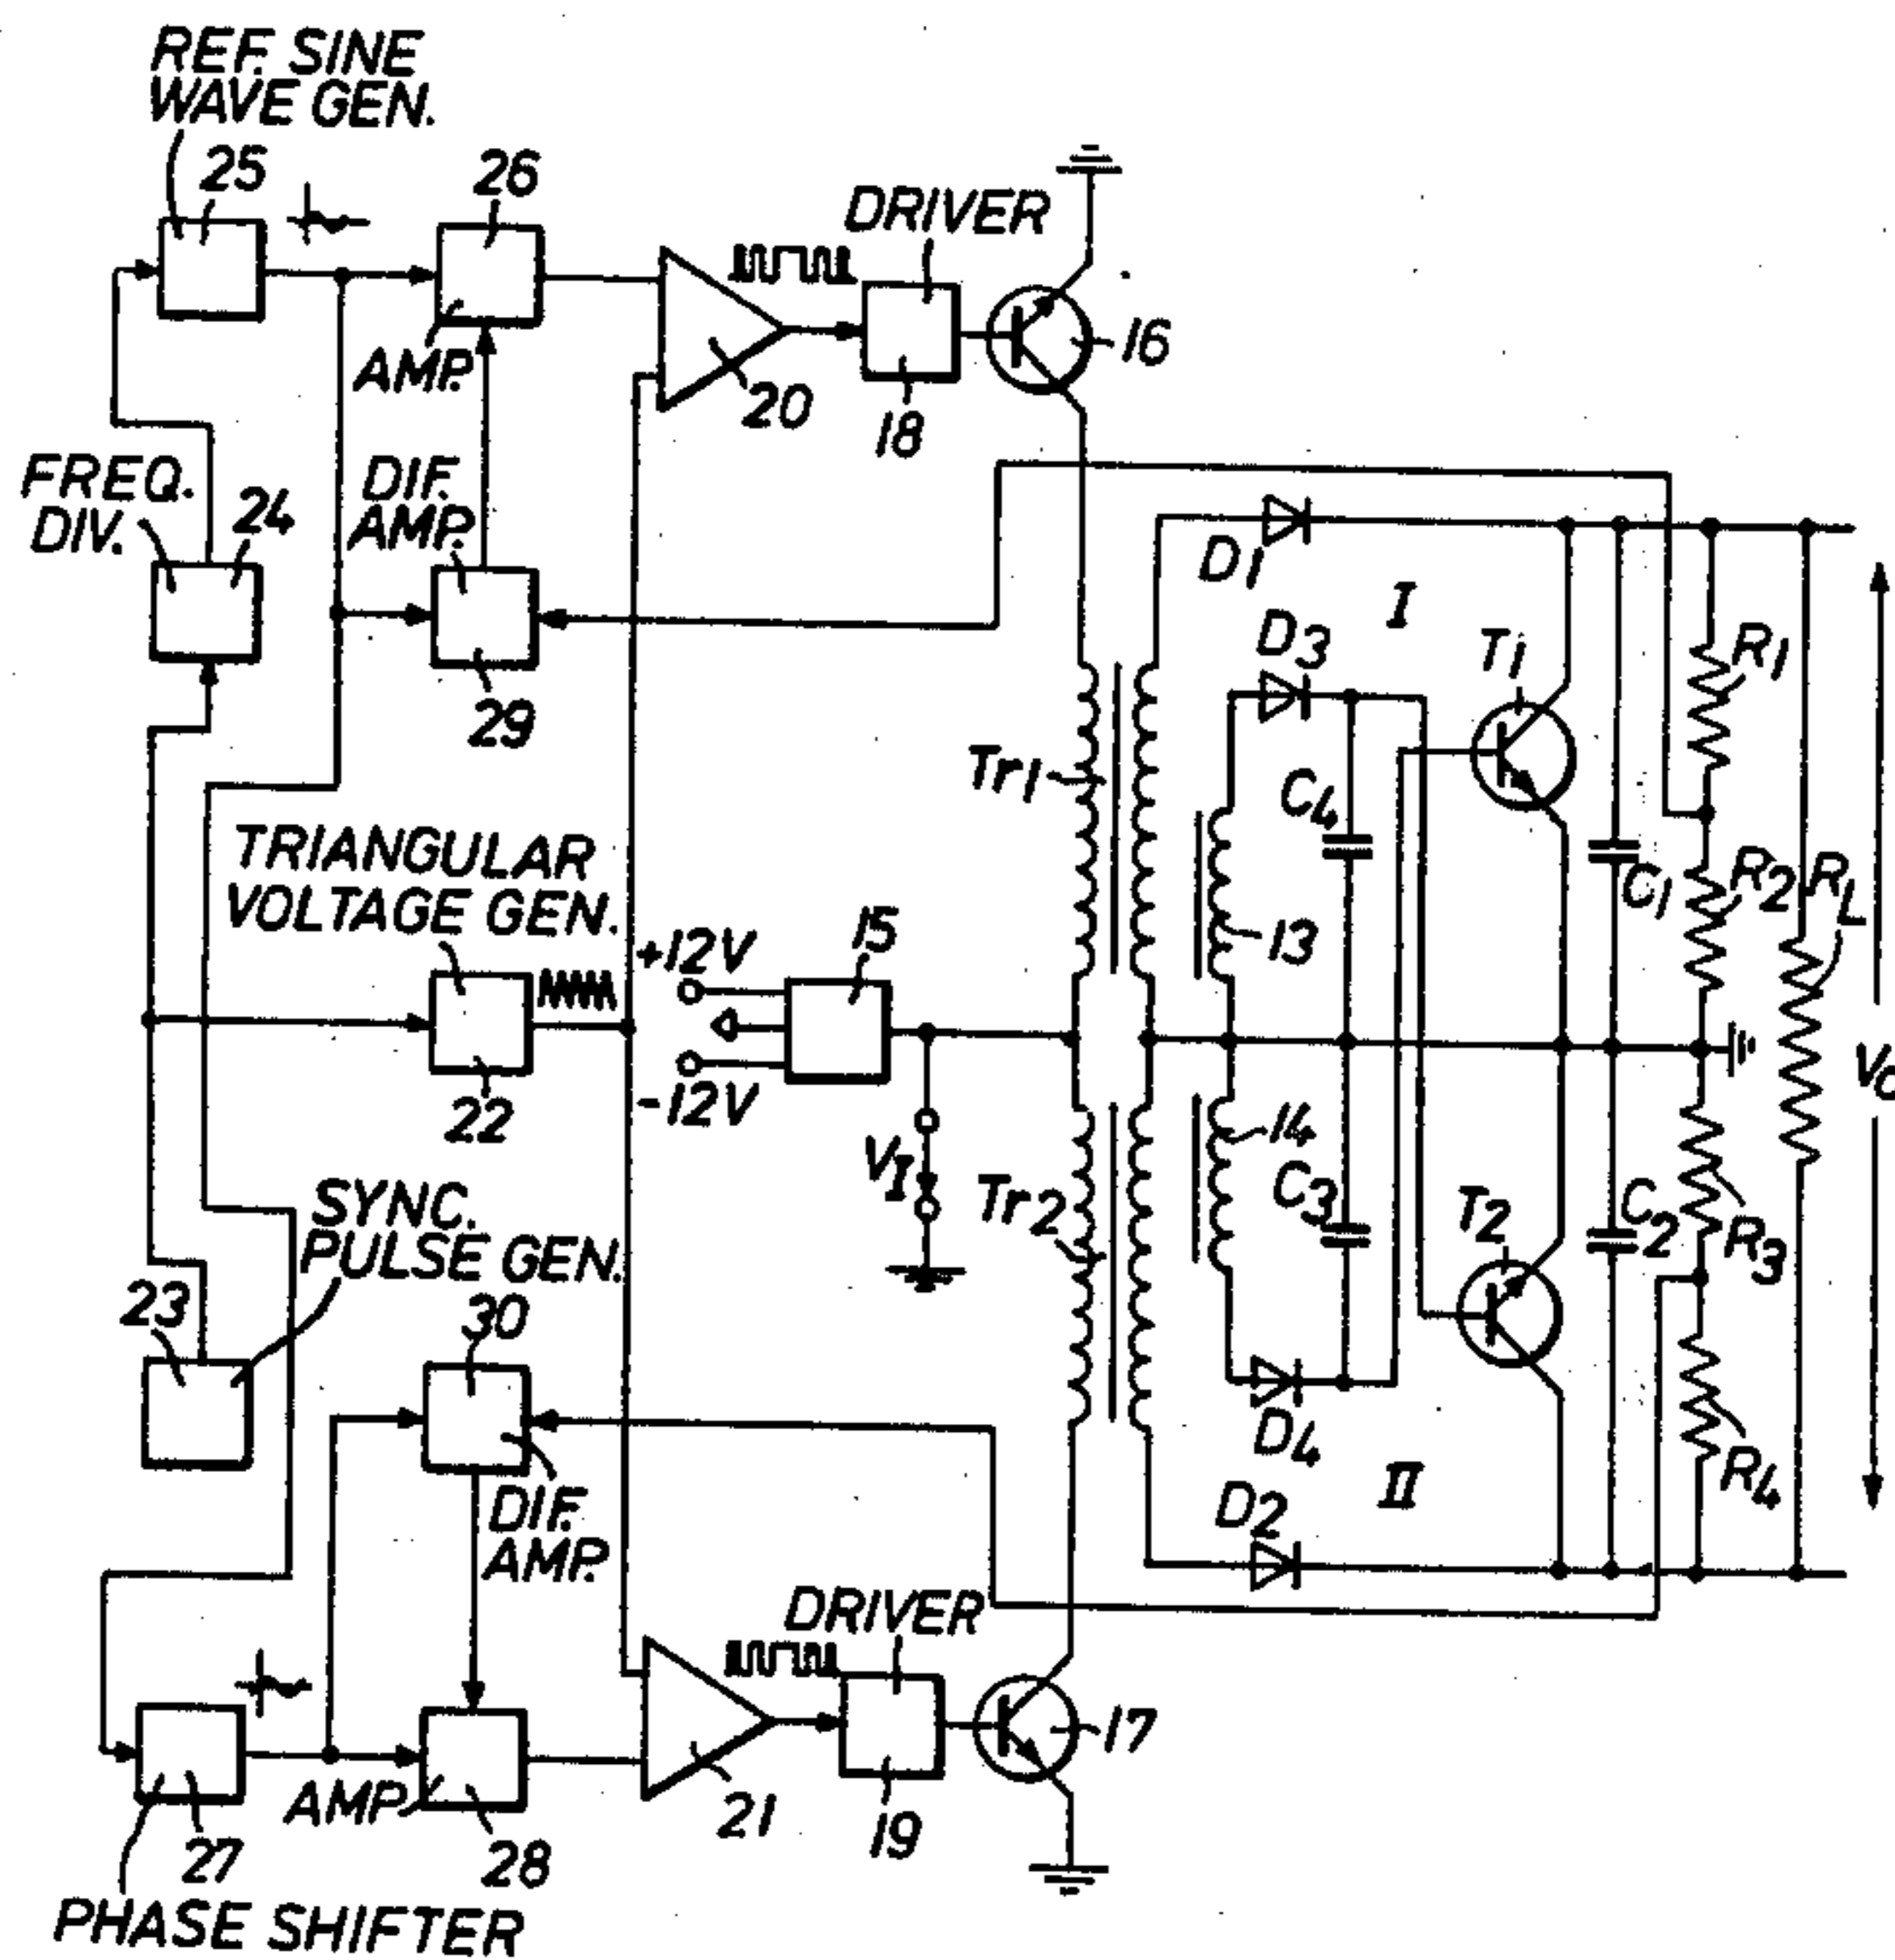 REF. SINE
WAVE GEN.
25
26
DRIVER
16
AMP.
20
18
FREQ.
DIV.
24
DIF.
AMP.
29
D1
I
D3
T1
R1
Tr1
C4
TRIANGULAR
VOLTAGE GEN.
+12V
15
13
C1
R2
RL
22
-12V
VI
14
Tr2
C3
T2
C2
R3
SYNC.
PULSE GEN.
23
30
D4
R4
DIF.
AMP.
II
D2
DRIVER
17
AMP.
21
19
27
28
PHASE SHIFTER